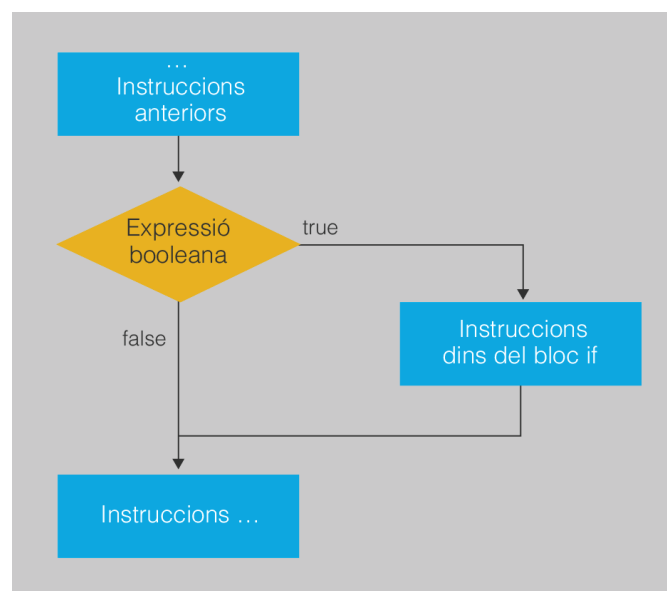 ...
Instruccions
anteriors
Expressió
booleana
true
false
Instruccions
dins del bloc if
Instruccions ...